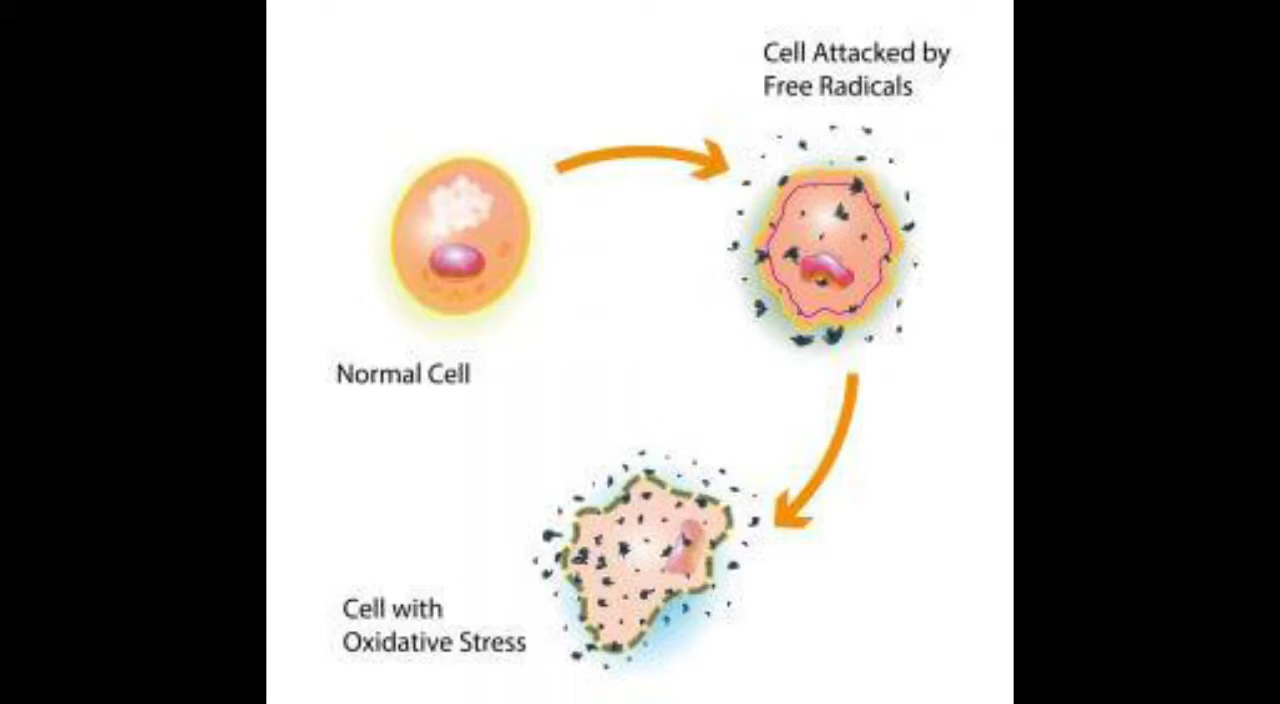 Cell Attacked by
Free Radicals
Normal Cell
Cell with
Oxidative Stress